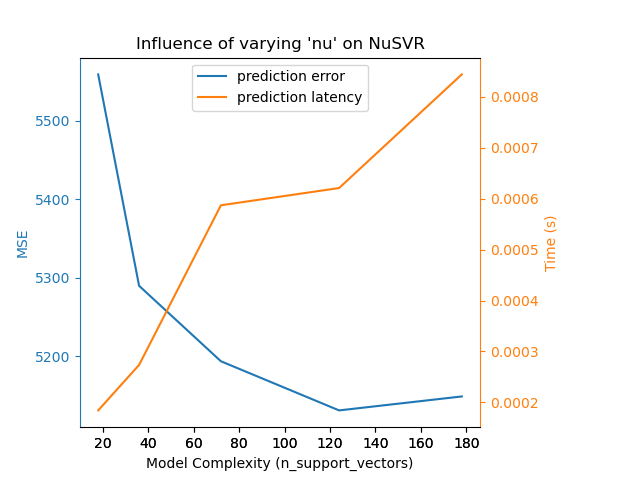 Influence of varying 'nu' on NuSVR
prediction error
prediction latency
5500
5400
5300
5200
MSE
0.0008
0.0007
0.0006
0.0005
0.0004
0.0003
0.0002
Time (s)
20 40 60 80 100 120 140 160 180
Model Complexity (n_support_vectors)